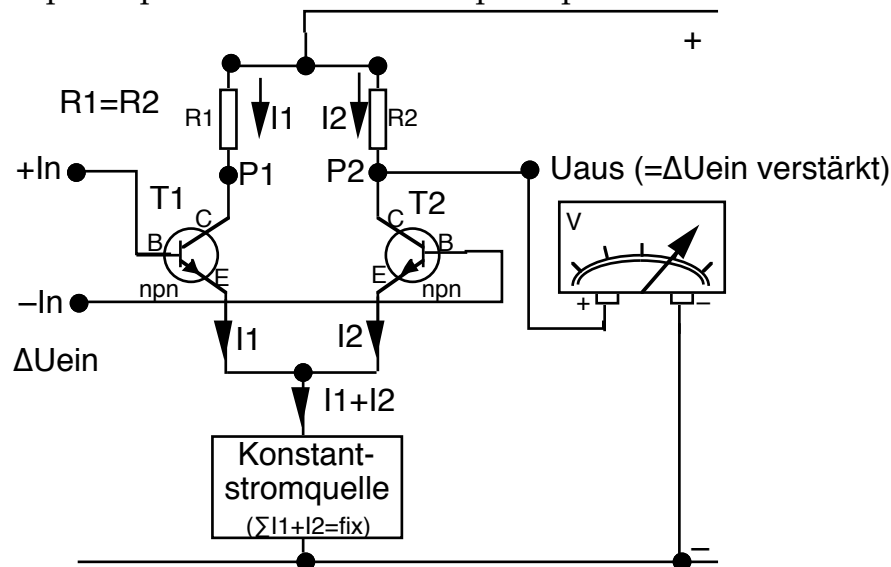 +
R1=R2
R1
I1
I2
R2
+In
P1
P2
Uaus (=ΔUein verstärkt)
T1
T2
C
C
V
B
B
E
E
npn
npn
–In
+
–
I1
I2
ΔUein
I1+I2
Konstant-
stromquelle
(∑I1+I2=fix)
–